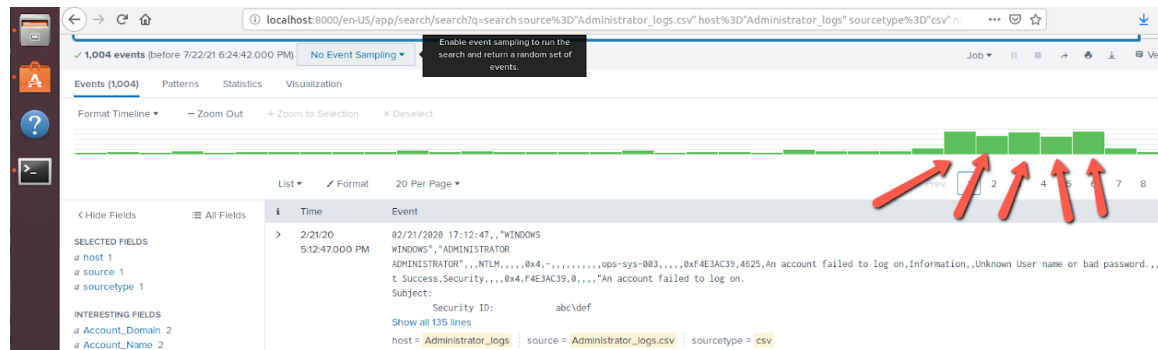 localhost:8000/en-US/app/search/search?q=search source%3D"Administrator_logs.csv" host%3D"Administrator_logs" sourcetype%3D"csv"
1,004 events (before 7/22/21 6:24:42.000 PM) No Event Sampling
Enable event sampling to run the
search and return a random set of
events.
Job
Events (1,004) Patterns Statistics Visualization
Format Timeline − Zoom Out + Zoom to Selection × Deselect
List Format 20 Per Page
Prev 2 4 5 6 7 8
< Hide Fields All Fields
i Time Event
SELECTED FIELDS
a host 1
a source 1
a sourcetype 1
INTERESTING FIELDS
a Account_Domain 2
a Account_Name 2
2/21/20
5:12:47.000 PM
02/21/2020 17:12:47,,"WINDOWS
WINDOWS","ADMINISTRATOR
ADMINISTRATOR",,,NTLM,,,,,0x4,-,,,,,,,,,,ops-sys-003,,,,,0xF4E3AC39,4625,An account failed to log on,Information,,Unknown User name or bad password.,,
t Success,Security,,,,0x4,F4E3AC39,0,,,,"An account failed to log on.
Subject:
Security ID: abc\def
Show all 135 lines
host = Administrator_logs source = Administrator_logs.csv sourcetype = csv